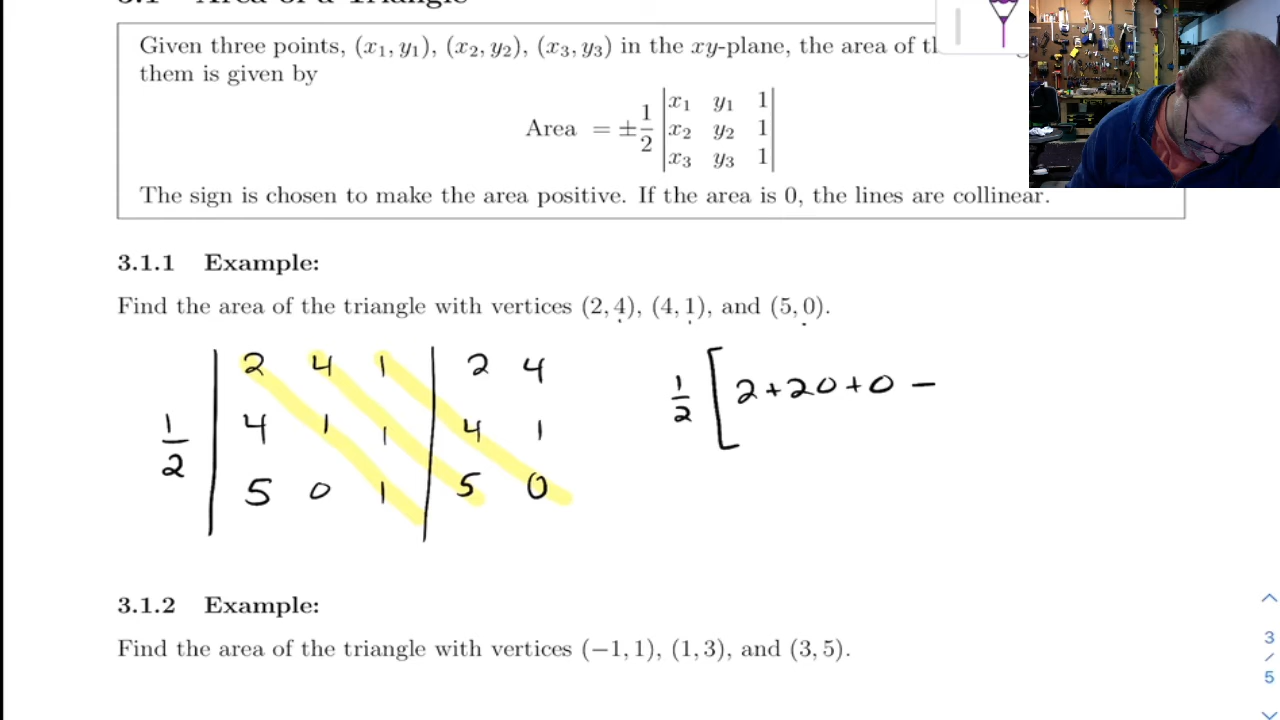 3.1 Area of a Triangle
Given three points, (x₁, y₁), (x₂, y₂), (x₃, y₃) in the xy-plane, the area of
them is given by
Area = ± 1/2 | x₁ y₁ 1 |
| x₂ y₂ 1 |
| x₃ y₃ 1 |
The sign is chosen to make the area positive. If the area is 0, the lines are collinear.
3.1.1 Example:
Find the area of the triangle with vertices (2, 4), (4, 1), and (5, 0).
1/2 | 2 4 1 | 2 4
| 4 1 1 | 4 1
| 5 0 1 | 5 0
1/2 [ 2 + 20 + 0 −
3.1.2 Example:
Find the area of the triangle with vertices (−1, 1), (1, 3), and (3, 5).
3
/
5